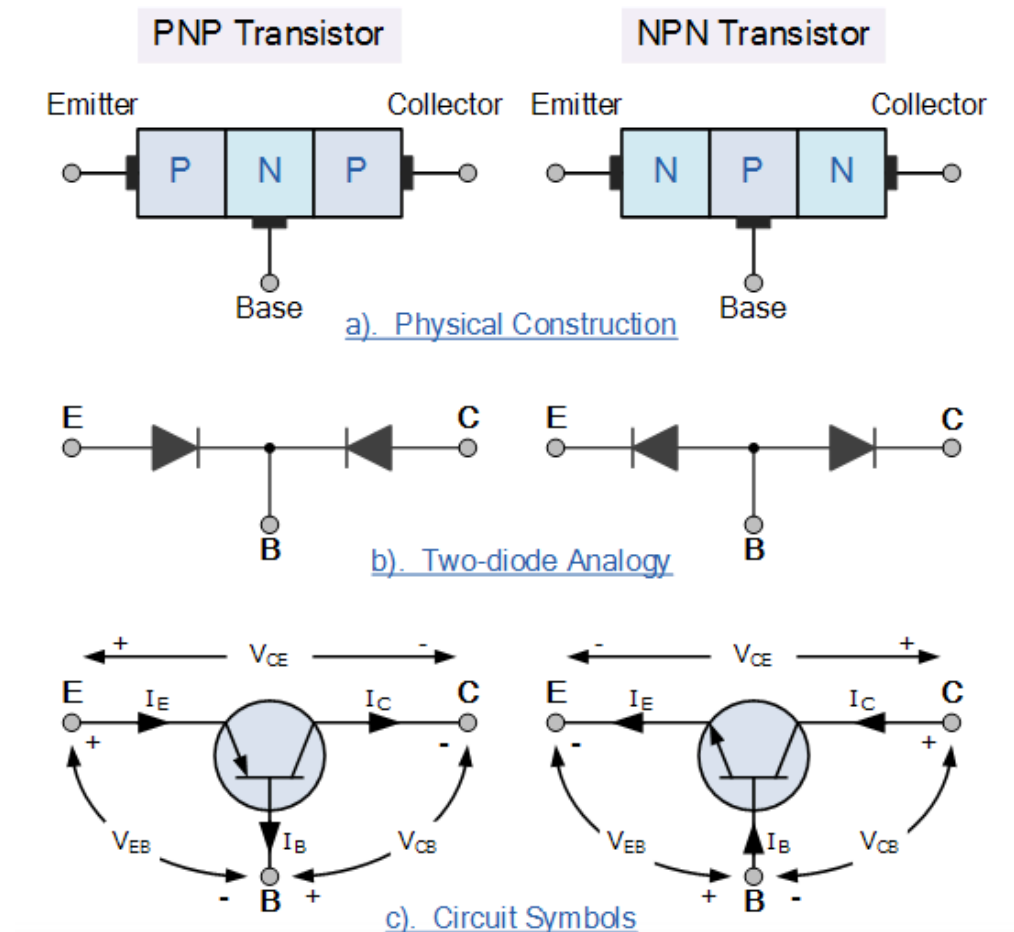 PNP Transistor NPN Transistor
Emitter Collector Emitter Collector
P N P N P N
Base Base
a). Physical Construction
E C E C
B B
b). Two-diode Analogy
+ VCE - - VCE +
E IE IC C E IE IC C
+ - - +
VEB VCB VEB VCB
IB IB
- B + + B -
c). Circuit Symbols